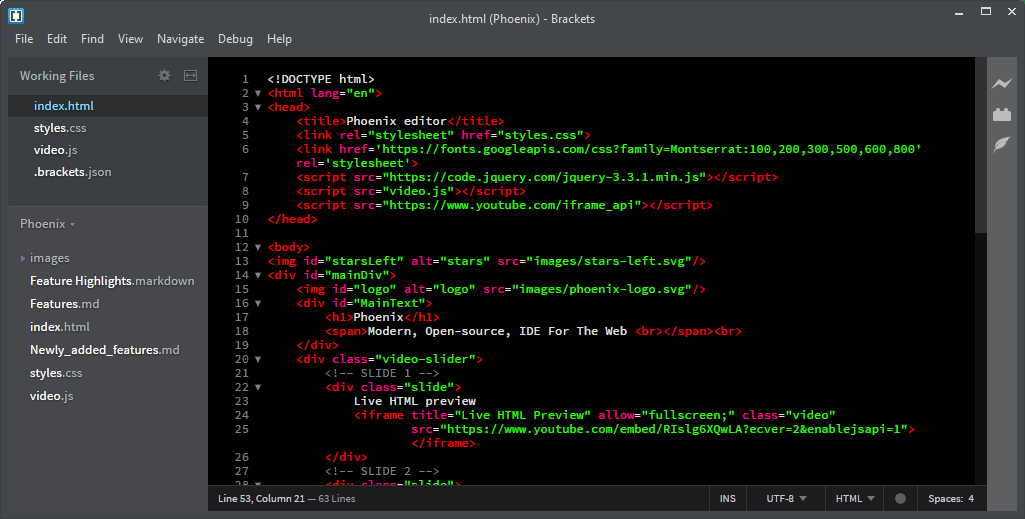 index.html (Phoenix) - Brackets
File Edit Find View Navigate Debug Help
Working Files
index.html
styles.css
video.js
.brackets.json
Phoenix
images
Feature Highlights.markdown
Features.md
index.html
Newly_added_features.md
styles.css
video.js
1 <!DOCTYPE html>
2 <html lang="en">
3 <head>
4 <title>Phoenix editor</title>
5 <link rel="stylesheet" href="styles.css">
6 <link href='https://fonts.googleapis.com/css?family=Montserrat:100,200,300,500,600,800'
rel='stylesheet'>
7 <script src="https://code.jquery.com/jquery-3.3.1.min.js"></script>
8 <script src="video.js"></script>
9 <script src="https://www.youtube.com/iframe_api"></script>
10 </head>
11
12 <body>
13 <img id="starsLeft" alt="stars" src="images/stars-left.svg"/>
14 <div id="mainDiv">
15 <img id="logo" alt="logo" src="images/phoenix-logo.svg"/>
16 <div id="MainText">
17 <h1>Phoenix</h1>
18 <span>Modern, Open-source, IDE For The Web <br></span><br>
19 </div>
20 <div class="video-slider">
21 <!-- SLIDE 1 -->
22 <div class="slide">
23 Live HTML preview
24 <iframe title="Live HTML Preview" allow="fullscreen;" class="video"
25 src="https://www.youtube.com/embed/RIslg6XQwLA?ecver=2&enablejsapi=1">
</iframe>
26 </div>
27 <!-- SLIDE 2 -->
28 <div class="slide">
Line 53, Column 21 — 63 Lines
INS UTF-8 HTML Spaces: 4